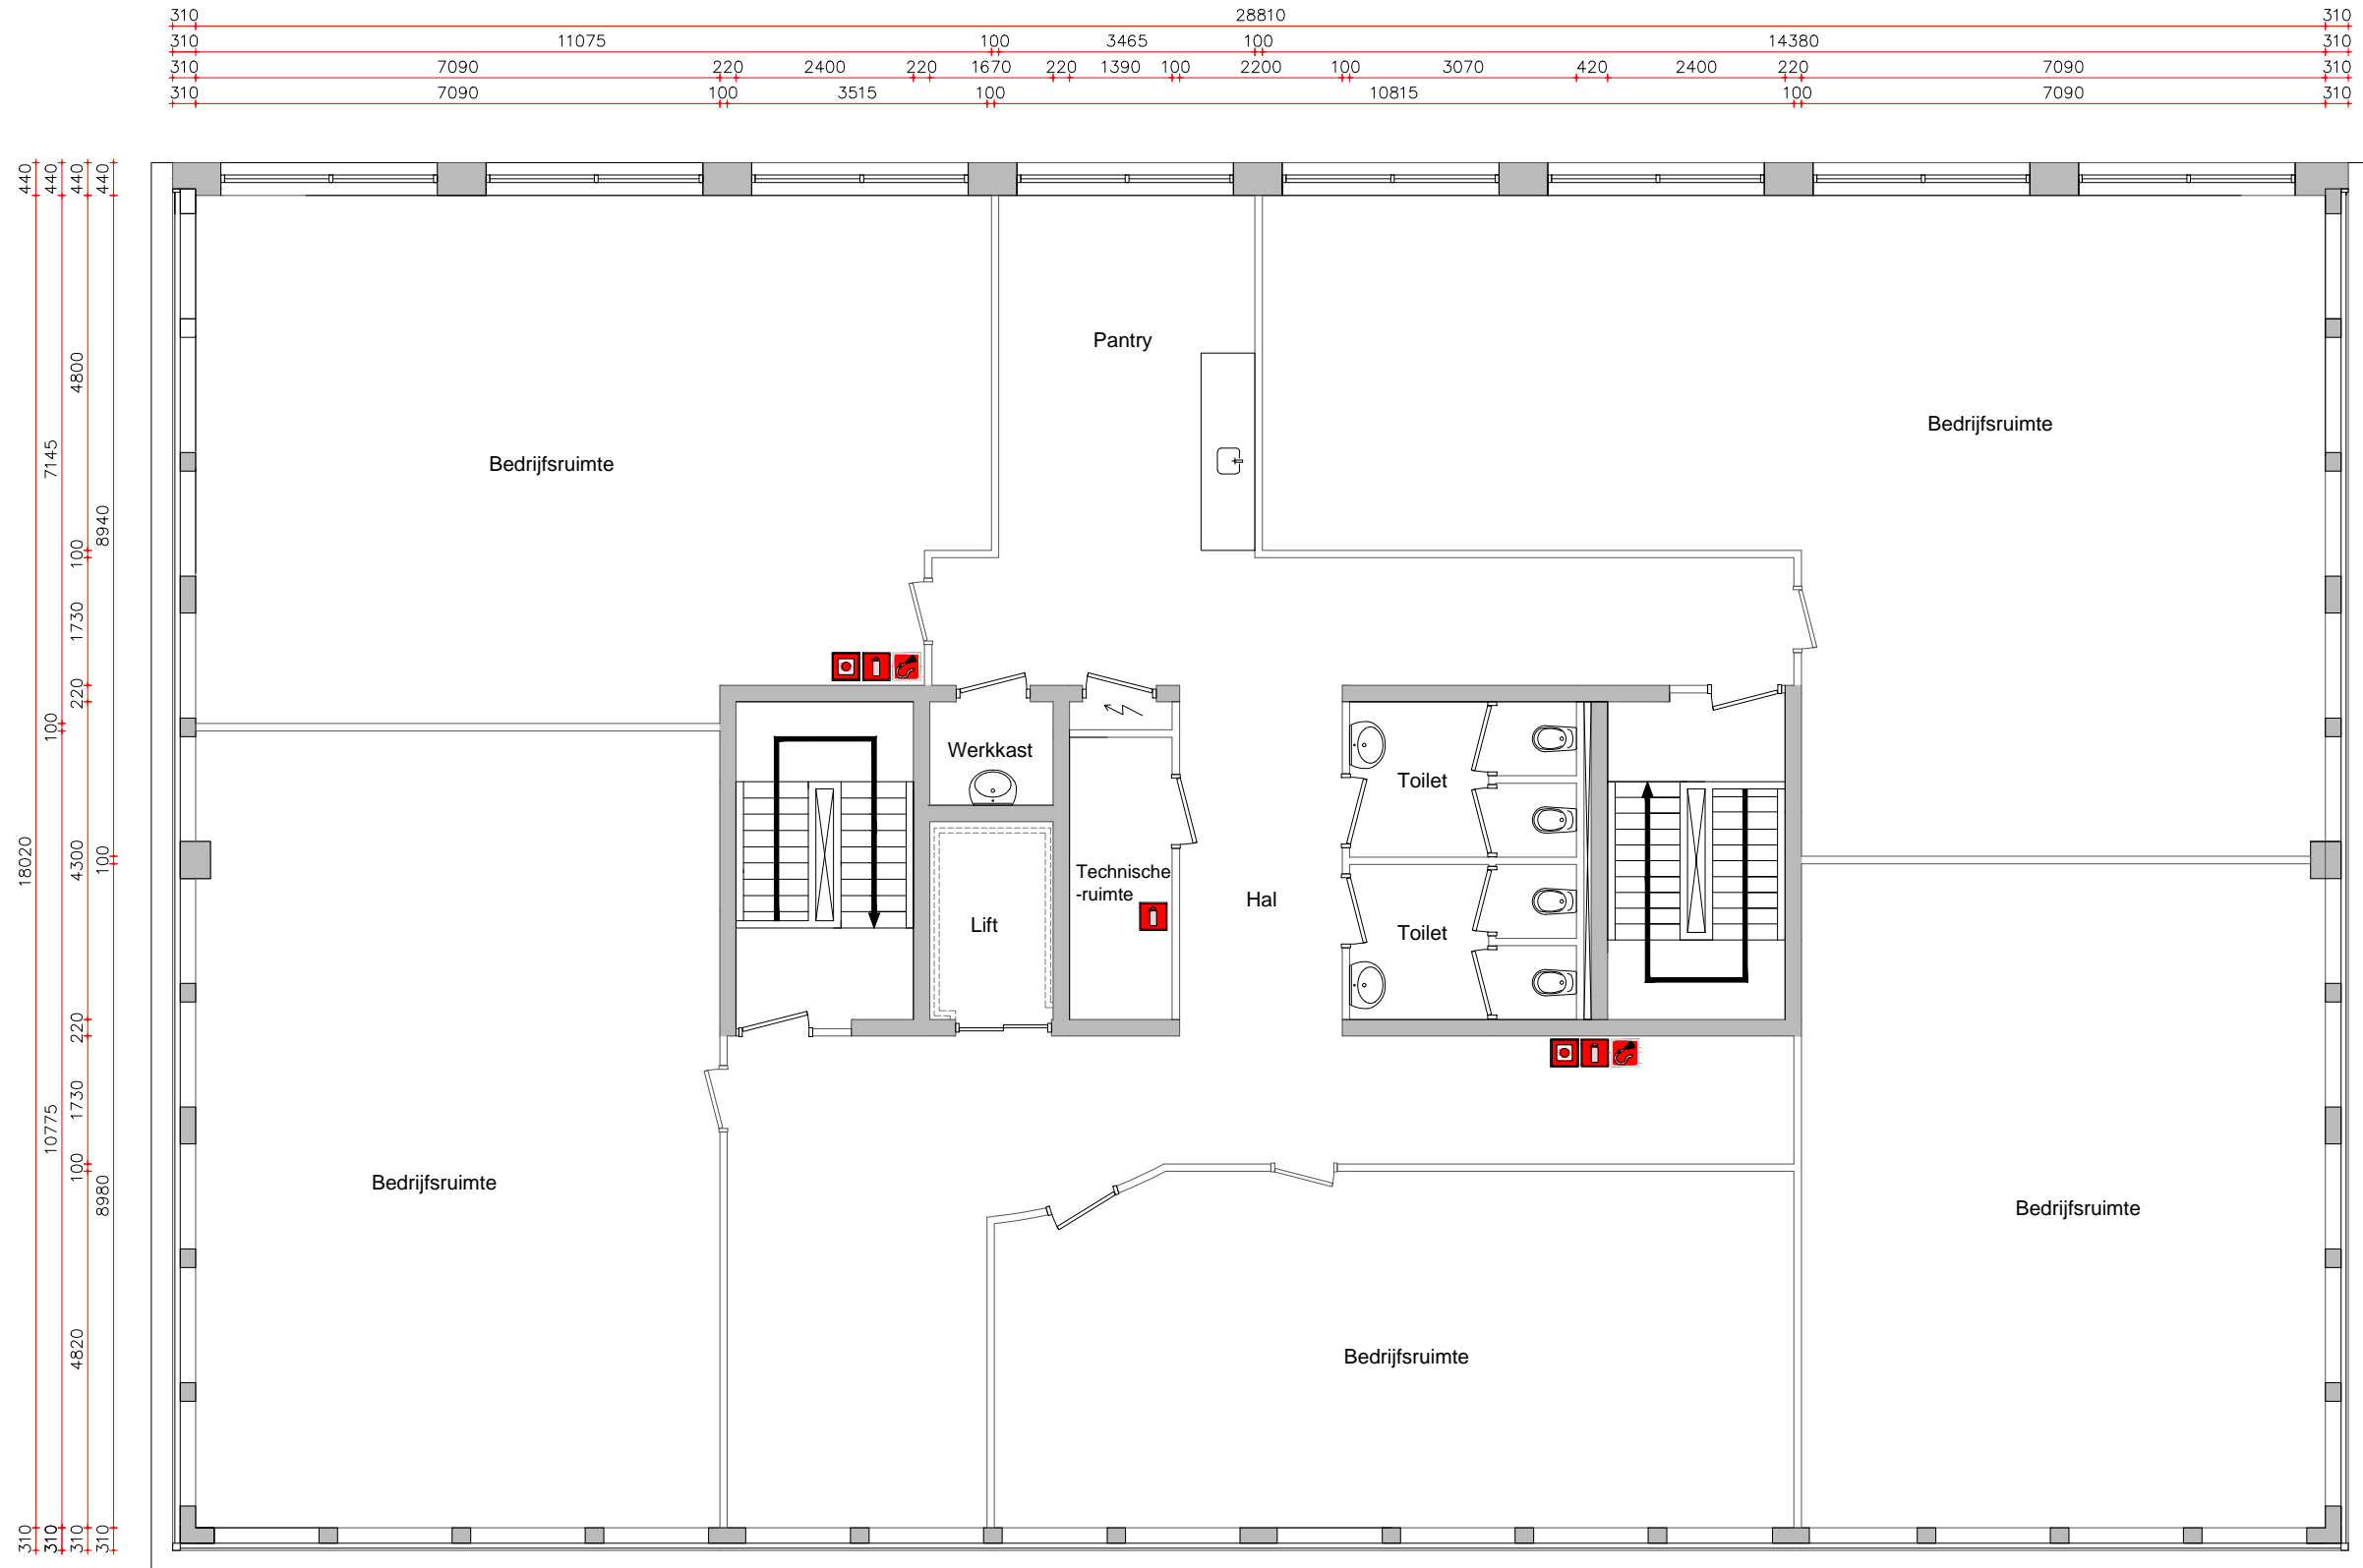 310 28810 310
310 11075 100 3465 100 14380 310
310 7090 220 2400 220 1670 220 1390 100 2200 100 3070 420 2400 220 7090 310
310 7090 100 3515 100 10815 100 7090 310
440 18020 310
440 7145 100 10775 310
440 4800 100 1730 220 4300 220 1730 100 4820 310
440 8940 100 8980 310
Pantry
Bedrijfsruimte
Bedrijfsruimte
Werkkast
Toilet
Technische
-ruimte
Hal
Lift
Toilet
Bedrijfsruimte
Bedrijfsruimte
Bedrijfsruimte